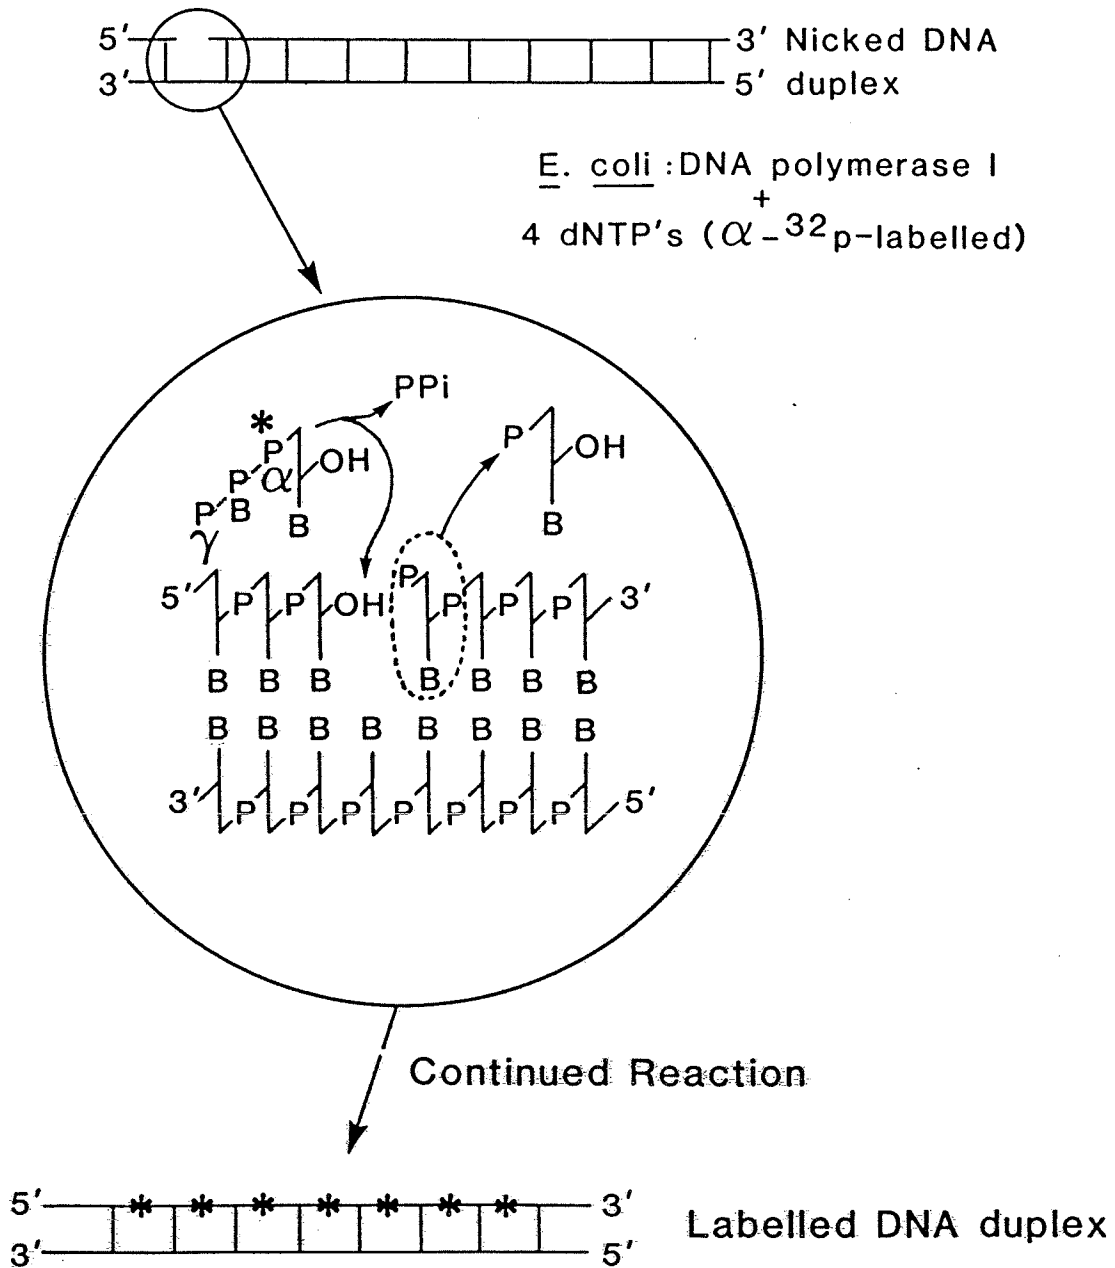 5′ 3′ Nicked DNA
3′ 5′ duplex
E. coli :DNA polymerase I
+
4 dNTP's (α-32p-labelled)
PPi
*
P P
α OH OH
P
P B B B
γ
5′ P P OH P P P P 3′
B B B B B B B
B B B B B B B B
3′ P P P P P P P 5′
Continued Reaction
5′ * * * * * * * 3′
Labelled DNA duplex
3′ 5′